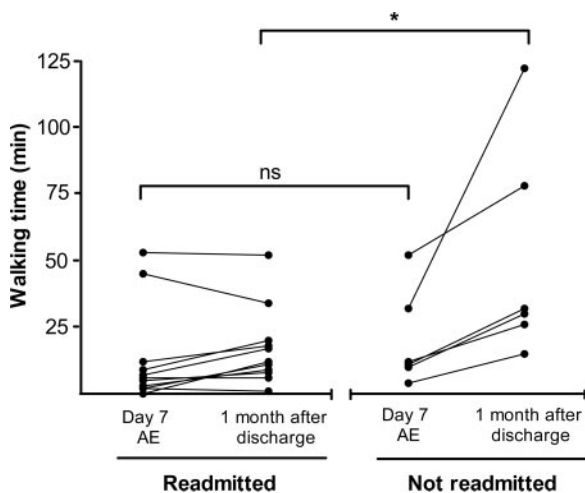 *
125
100
75
50
25
Walking time (min)
ns
Day 7
AE
1 month after
discharge
Day 7
AE
1 month after
discharge
Readmitted
Not readmitted